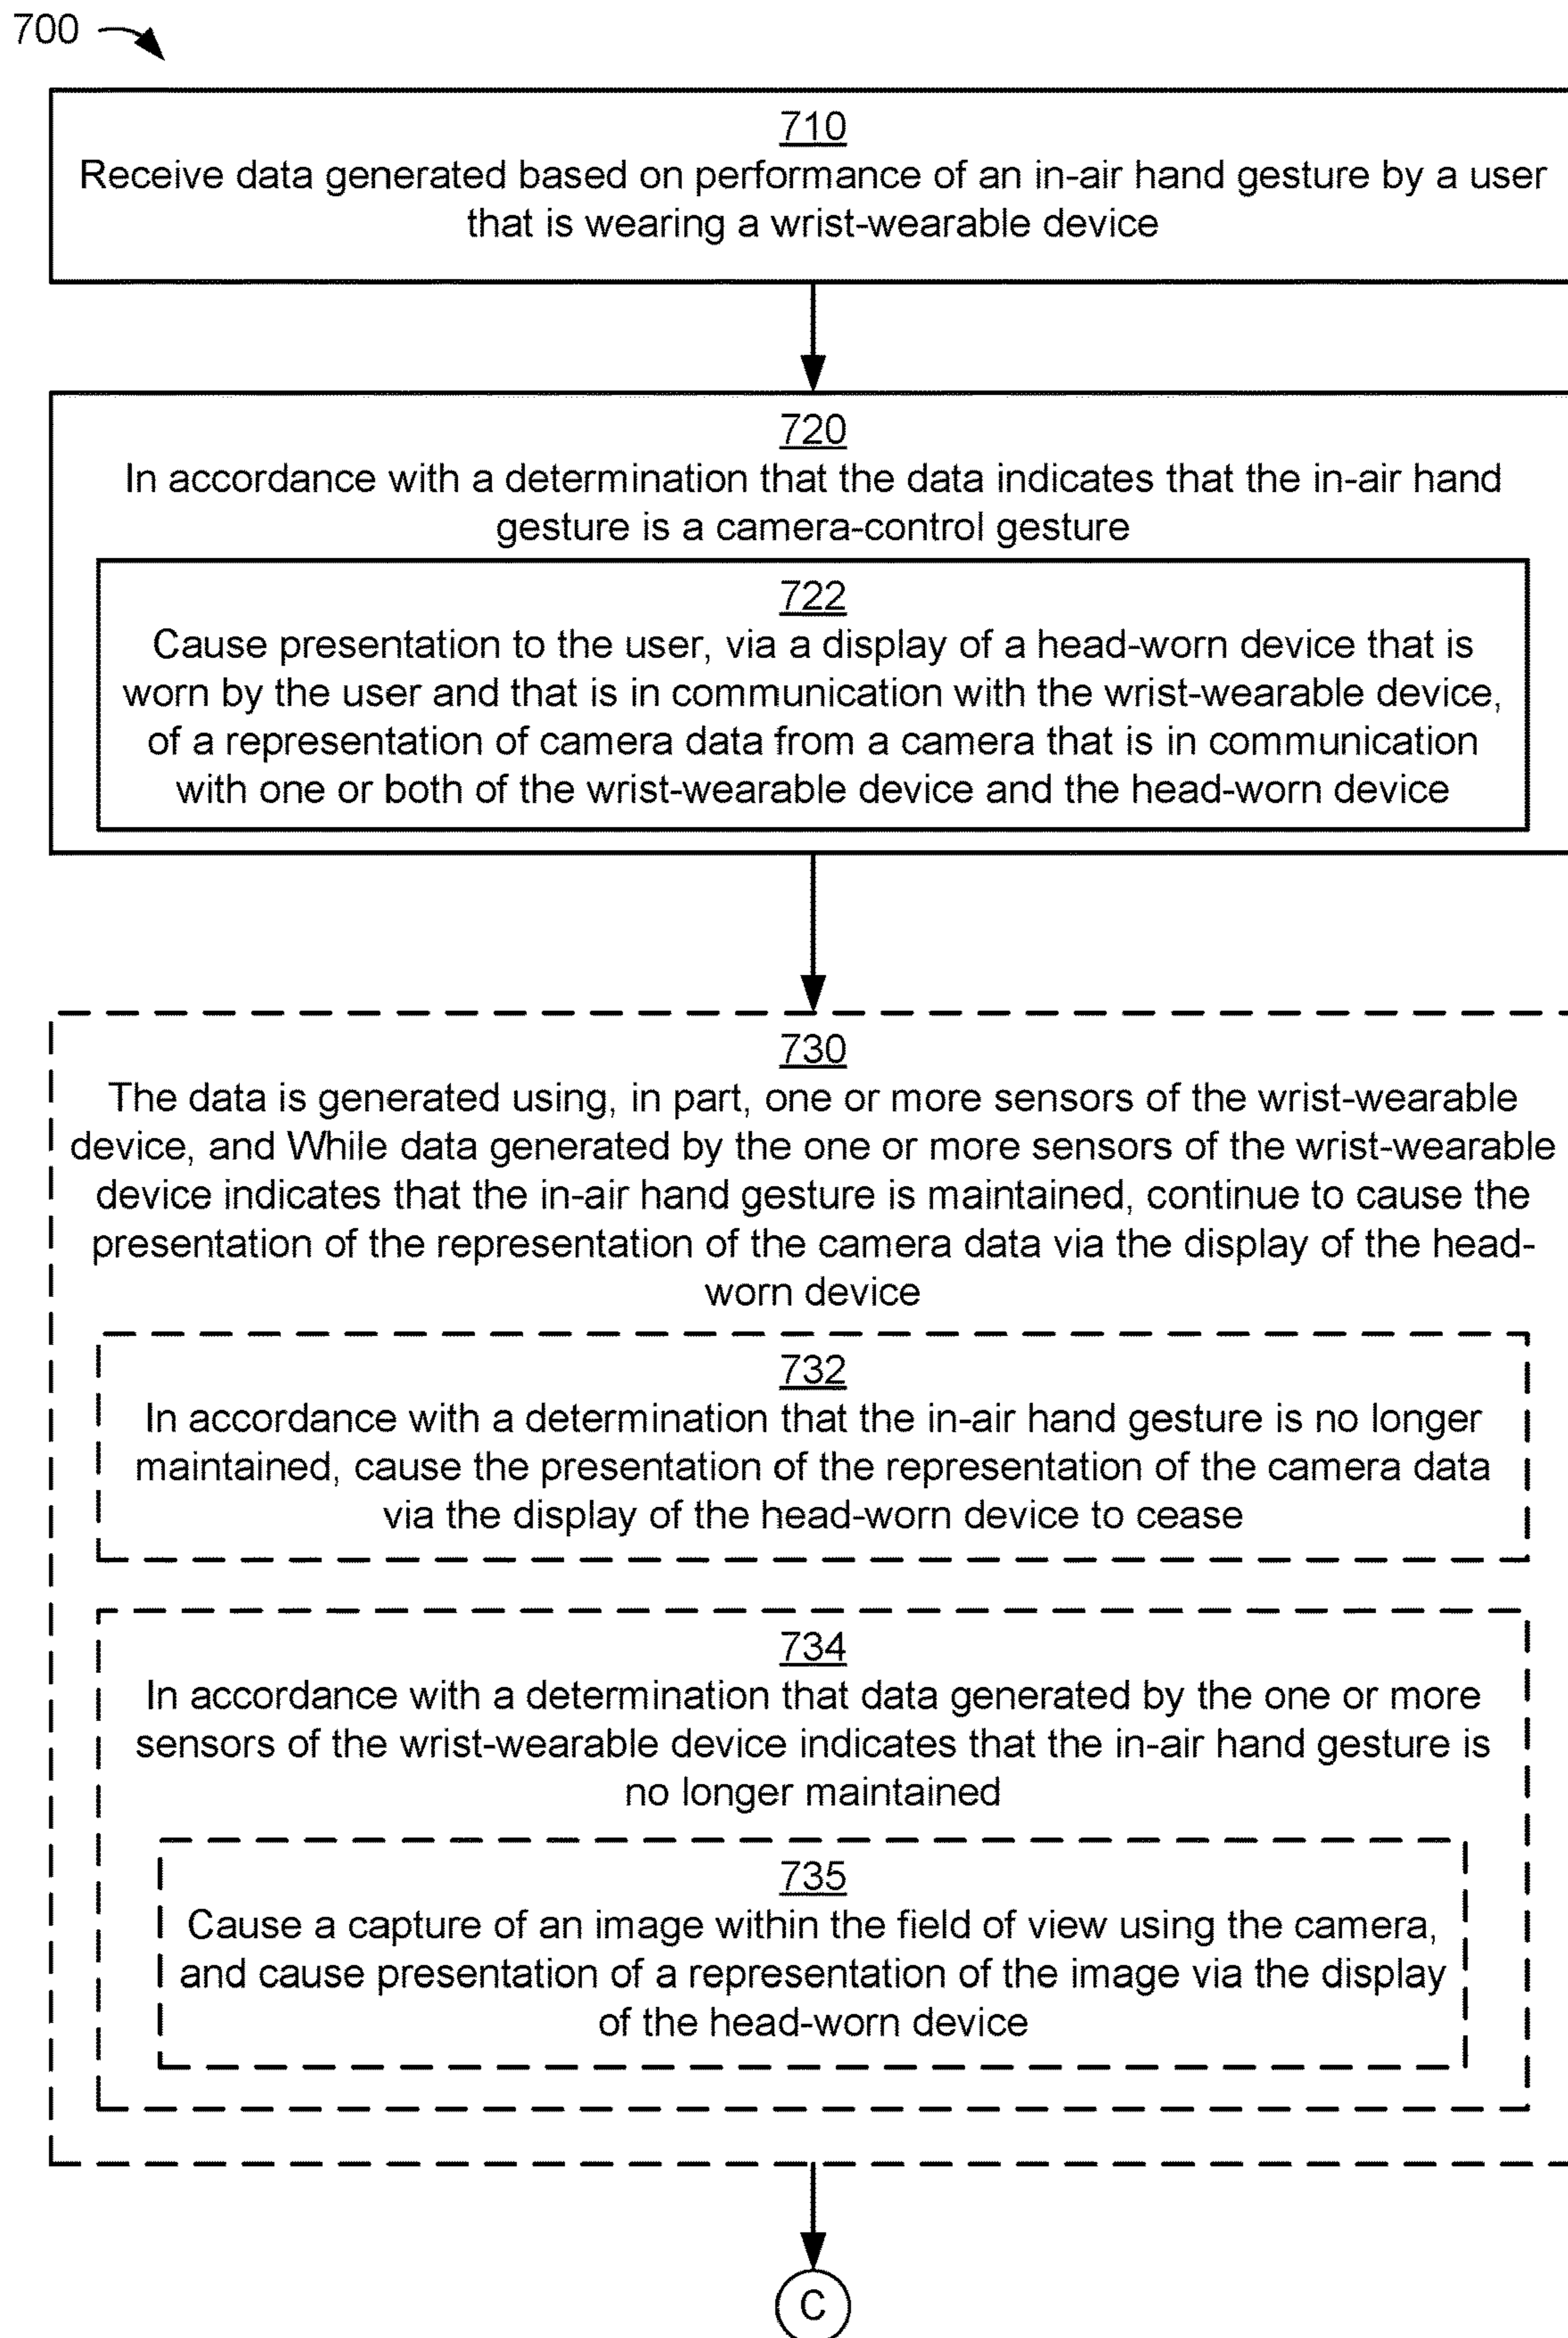 700
710
Receive data generated based on performance of an in-air hand gesture by a user
that is wearing a wrist-wearable device
720
In accordance with a determination that the data indicates that the in-air hand
gesture is a camera-control gesture
722
Cause presentation to the user, via a display of a head-worn device that is
worn by the user and that is in communication with the wrist-wearable device,
of a representation of camera data from a camera that is in communication
with one or both of the wrist-wearable device and the head-worn device
730
The data is generated using, in part, one or more sensors of the wrist-wearable
device, and While data generated by the one or more sensors of the wrist-wearable
device indicates that the in-air hand gesture is maintained, continue to cause the
presentation of the representation of the camera data via the display of the head-
worn device
732
In accordance with a determination that the in-air hand gesture is no longer
maintained, cause the presentation of the representation of the camera data
via the display of the head-worn device to cease
734
In accordance with a determination that data generated by the one or more
sensors of the wrist-wearable device indicates that the in-air hand gesture is
no longer maintained
735
Cause a capture of an image within the field of view using the camera,
and cause presentation of a representation of the image via the display
of the head-worn device
C